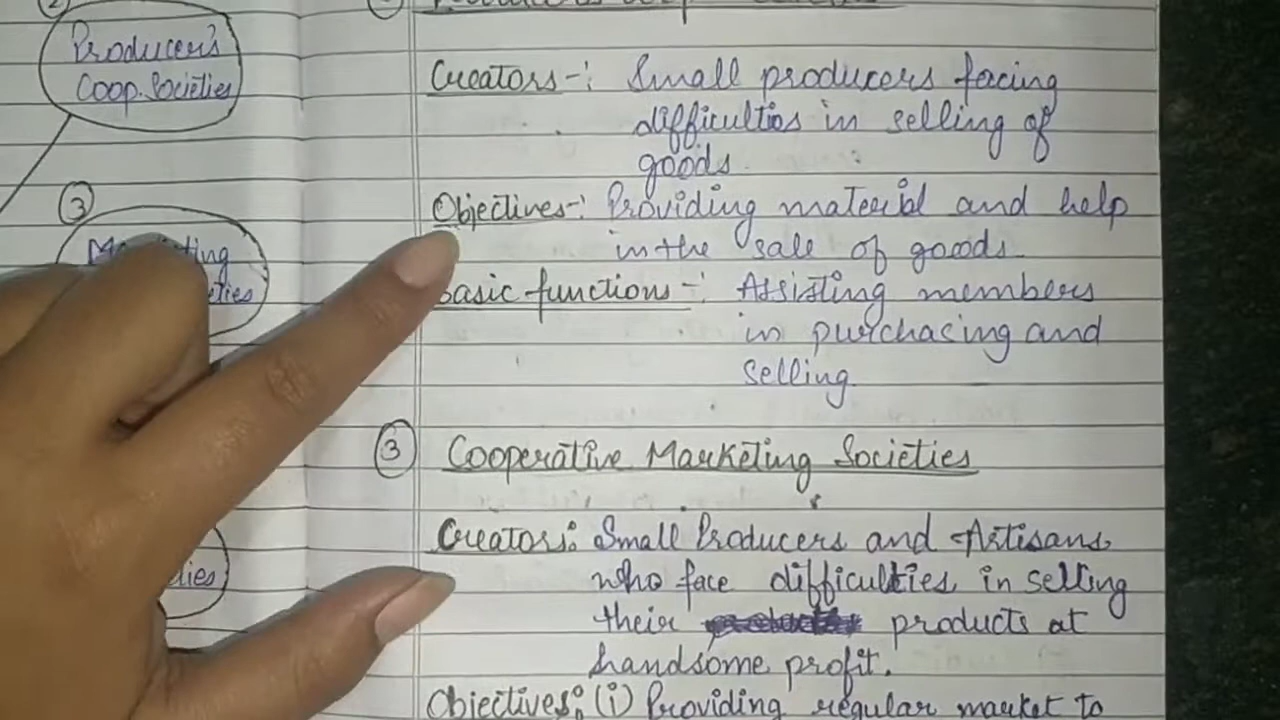 ②
Producer's
Coop. Societies
③
Creators-: Small producers facing
difficulties in selling of
goods.
Objectives-: Providing material and help
in the sale of goods.
Basic functions-: Assisting members
in purchasing and
selling.
③ Cooperative Marketing Societies
Creators: Small Producers and Artisans
who face difficulties in selling
their products at
handsome profit.
Objectives: (i) Providing regular market to